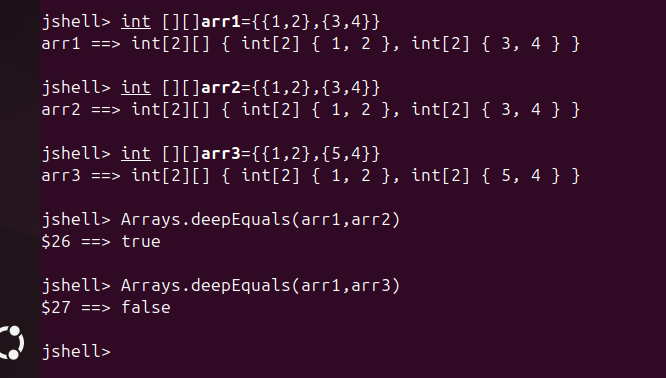 jshell> int [][]arr1={{1,2},{3,4}}
arr1 ==> int[2][] { int[2] { 1, 2 }, int[2] { 3, 4 } }
jshell> int [][]arr2={{1,2},{3,4}}
arr2 ==> int[2][] { int[2] { 1, 2 }, int[2] { 3, 4 } }
jshell> int [][]arr3={{1,2},{5,4}}
arr3 ==> int[2][] { int[2] { 1, 2 }, int[2] { 5, 4 } }
jshell> Arrays.deepEquals(arr1,arr2)
$26 ==> true
jshell> Arrays.deepEquals(arr1,arr3)
$27 ==> false
jshell>